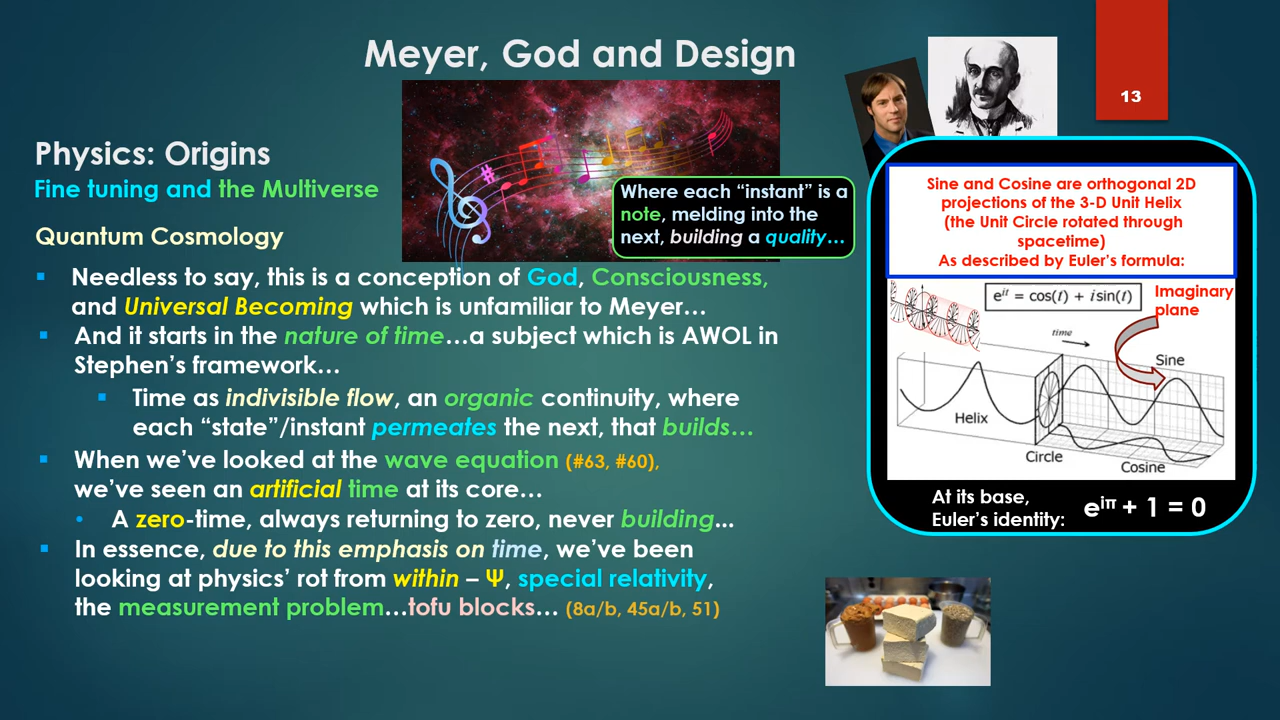 Meyer, God and Design
13
Physics: Origins
Fine tuning and the Multiverse
Quantum Cosmology
Where each “instant” is a
note, melding into the
next, building a quality…
Needless to say, this is a conception of God, Consciousness,
and Universal Becoming which is unfamiliar to Meyer…
And it starts in the nature of time…a subject which is AWOL in
Stephen’s framework…
Time as indivisible flow, an organic continuity, where
each “state”/instant permeates the next, that builds…
When we’ve looked at the wave equation (#63, #60),
we’ve seen an artificial time at its core…
A zero-time, always returning to zero, never building...
In essence, due to this emphasis on time, we’ve been
looking at physics’ rot from within – Ψ, special relativity,
the measurement problem…tofu blocks… (8a/b, 45a/b, 51)
Sine and Cosine are orthogonal 2D
projections of the 3-D Unit Helix
(the Unit Circle rotated through
spacetime)
As described by Euler’s formula:
e^{it} = cos(t) + i sin(t)
Imaginary
plane
time
Sine
Helix
Circle
Cosine
At its base,
Euler’s identity:
e^{iπ} + 1 = 0